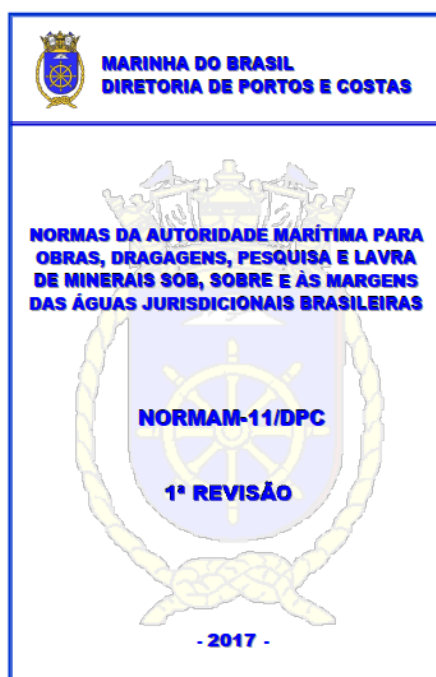 MARINHA DO BRASIL
DIRETORIA DE PORTOS E COSTAS
NORMAS DA AUTORIDADE MARÍTIMA PARA
OBRAS, DRAGAGENS, PESQUISA E LAVRA
DE MINERAIS SOB, SOBRE E ÀS MARGENS
DAS ÁGUAS JURISDICIONAIS BRASILEIRAS
NORMAM-11/DPC
1ª REVISÃO
- 2017 -